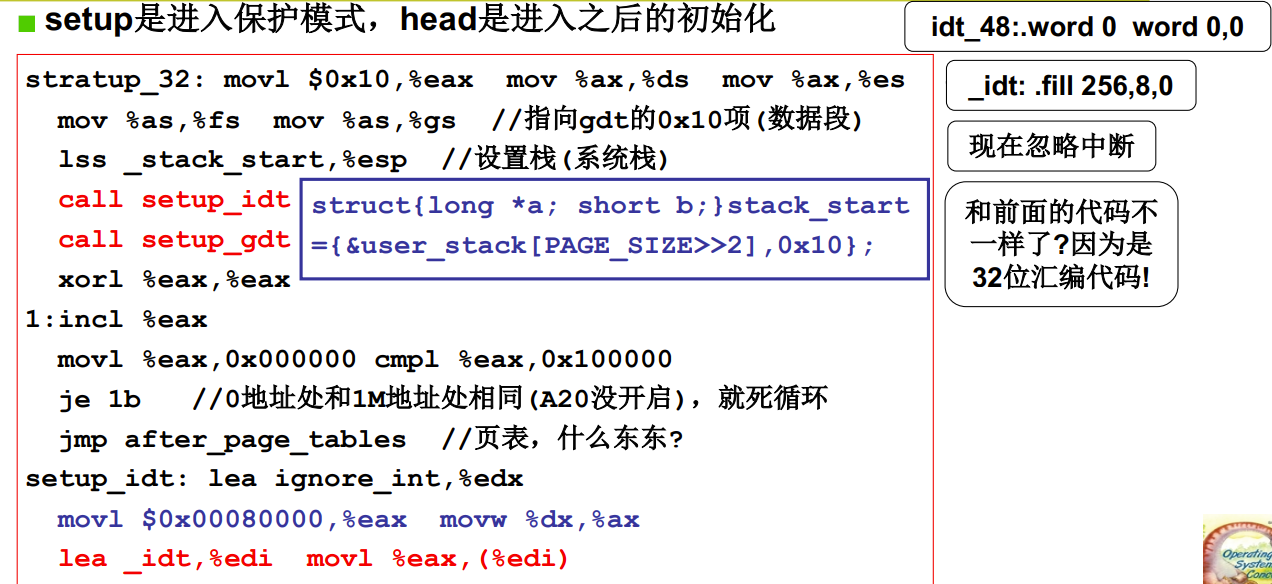 setup是进入保护模式，head是进入之后的初始化
idt_48:.word 0 word 0,0
stratup_32: movl $0x10,%eax mov %ax,%ds mov %ax,%es
mov %as,%fs mov %as,%gs //指向gdt的0x10项(数据段)
lss _stack_start,%esp //设置栈(系统栈)
call setup_idt
call setup_gdt
xorl %eax,%eax
struct{long *a; short b;}stack_start
={&user_stack[PAGE_SIZE>>2],0x10};
1:incl %eax
movl %eax,0x000000 cmpl %eax,0x100000
je 1b //0地址处和1M地址处相同(A20没开启)，就死循环
jmp after_page_tables //页表，什么东东?
setup_idt: lea ignore_int,%edx
movl $0x00080000,%eax movw %dx,%ax
lea _idt,%edi movl %eax,(%edi)
_idt: .fill 256,8,0
现在忽略中断
和前面的代码不
一样了?因为是
32位汇编代码!
Operating
System